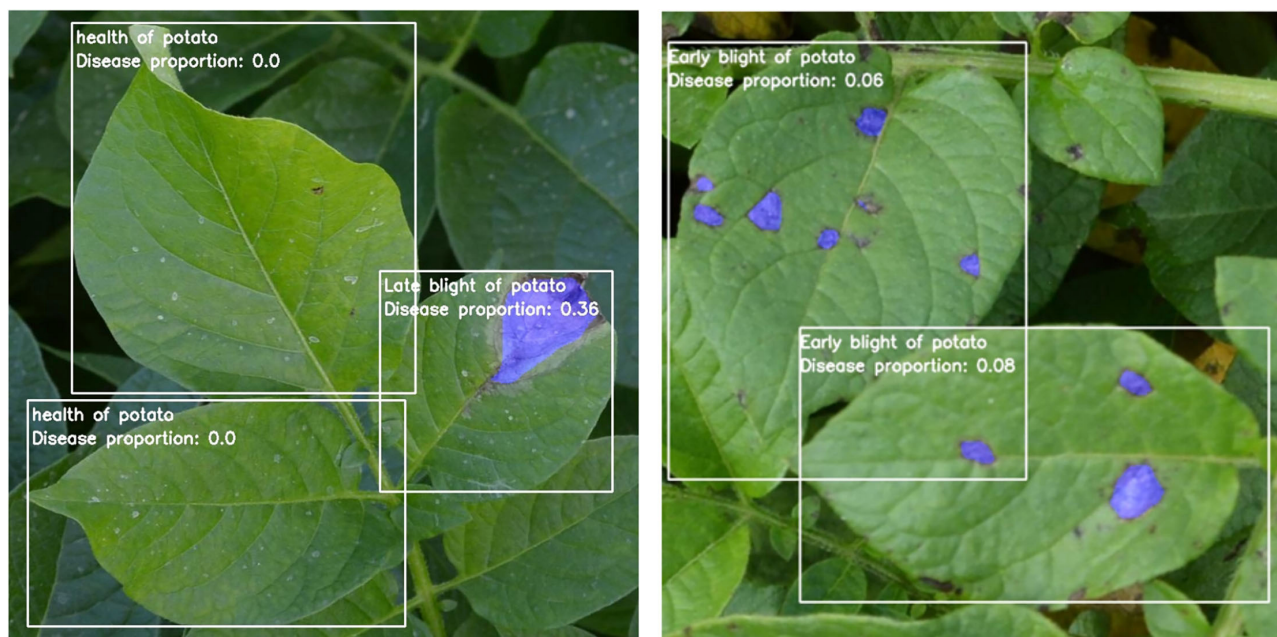 health of potato
Disease proportion: 0.0
Late blight of potato
Disease proportion: 0.36
health of potato
Disease proportion: 0.0
Early blight of potato
Disease proportion: 0.06
Early blight of potato
Disease proportion: 0.08